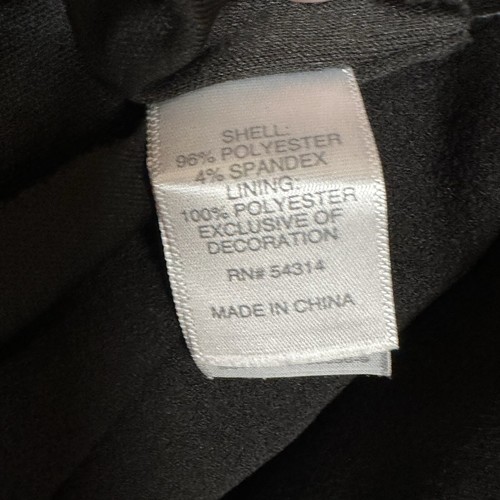 SHELL:
96% POLYESTER
4% SPANDEX
LINING:
100% POLYESTER
EXCLUSIVE OF
DECORATION
RN# 54314
MADE IN CHINA